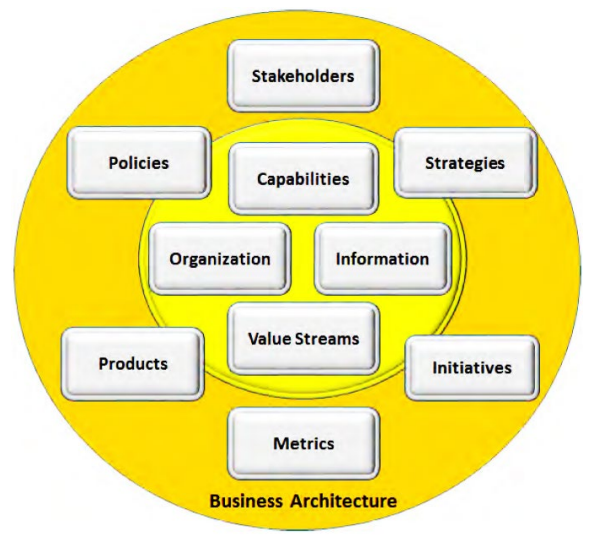 Stakeholders
Policies
Strategies
Capabilities
Organization
Information
Value Streams
Products
Initiatives
Metrics
Business Architecture